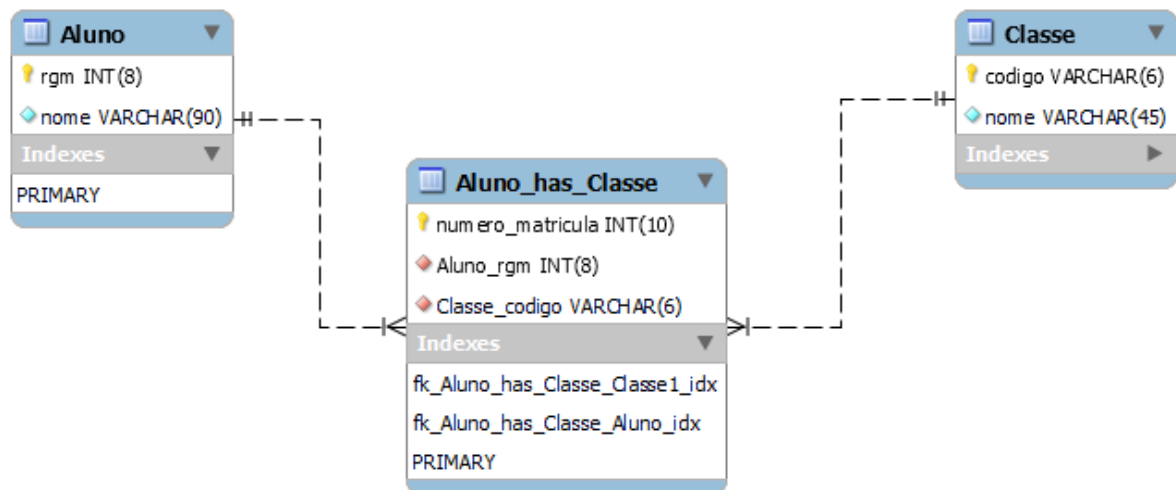 Aluno
rgm INT(8)
nome VARCHAR(90)
Indexes
PRIMARY
Aluno_has_Classe
numero_matricula INT(10)
Aluno_rgm INT(8)
Classe_codigo VARCHAR(6)
Indexes
fk_Aluno_has_Classe_Classe1_idx
fk_Aluno_has_Classe_Aluno_idx
PRIMARY
Classe
codigo VARCHAR(6)
nome VARCHAR(45)
Indexes